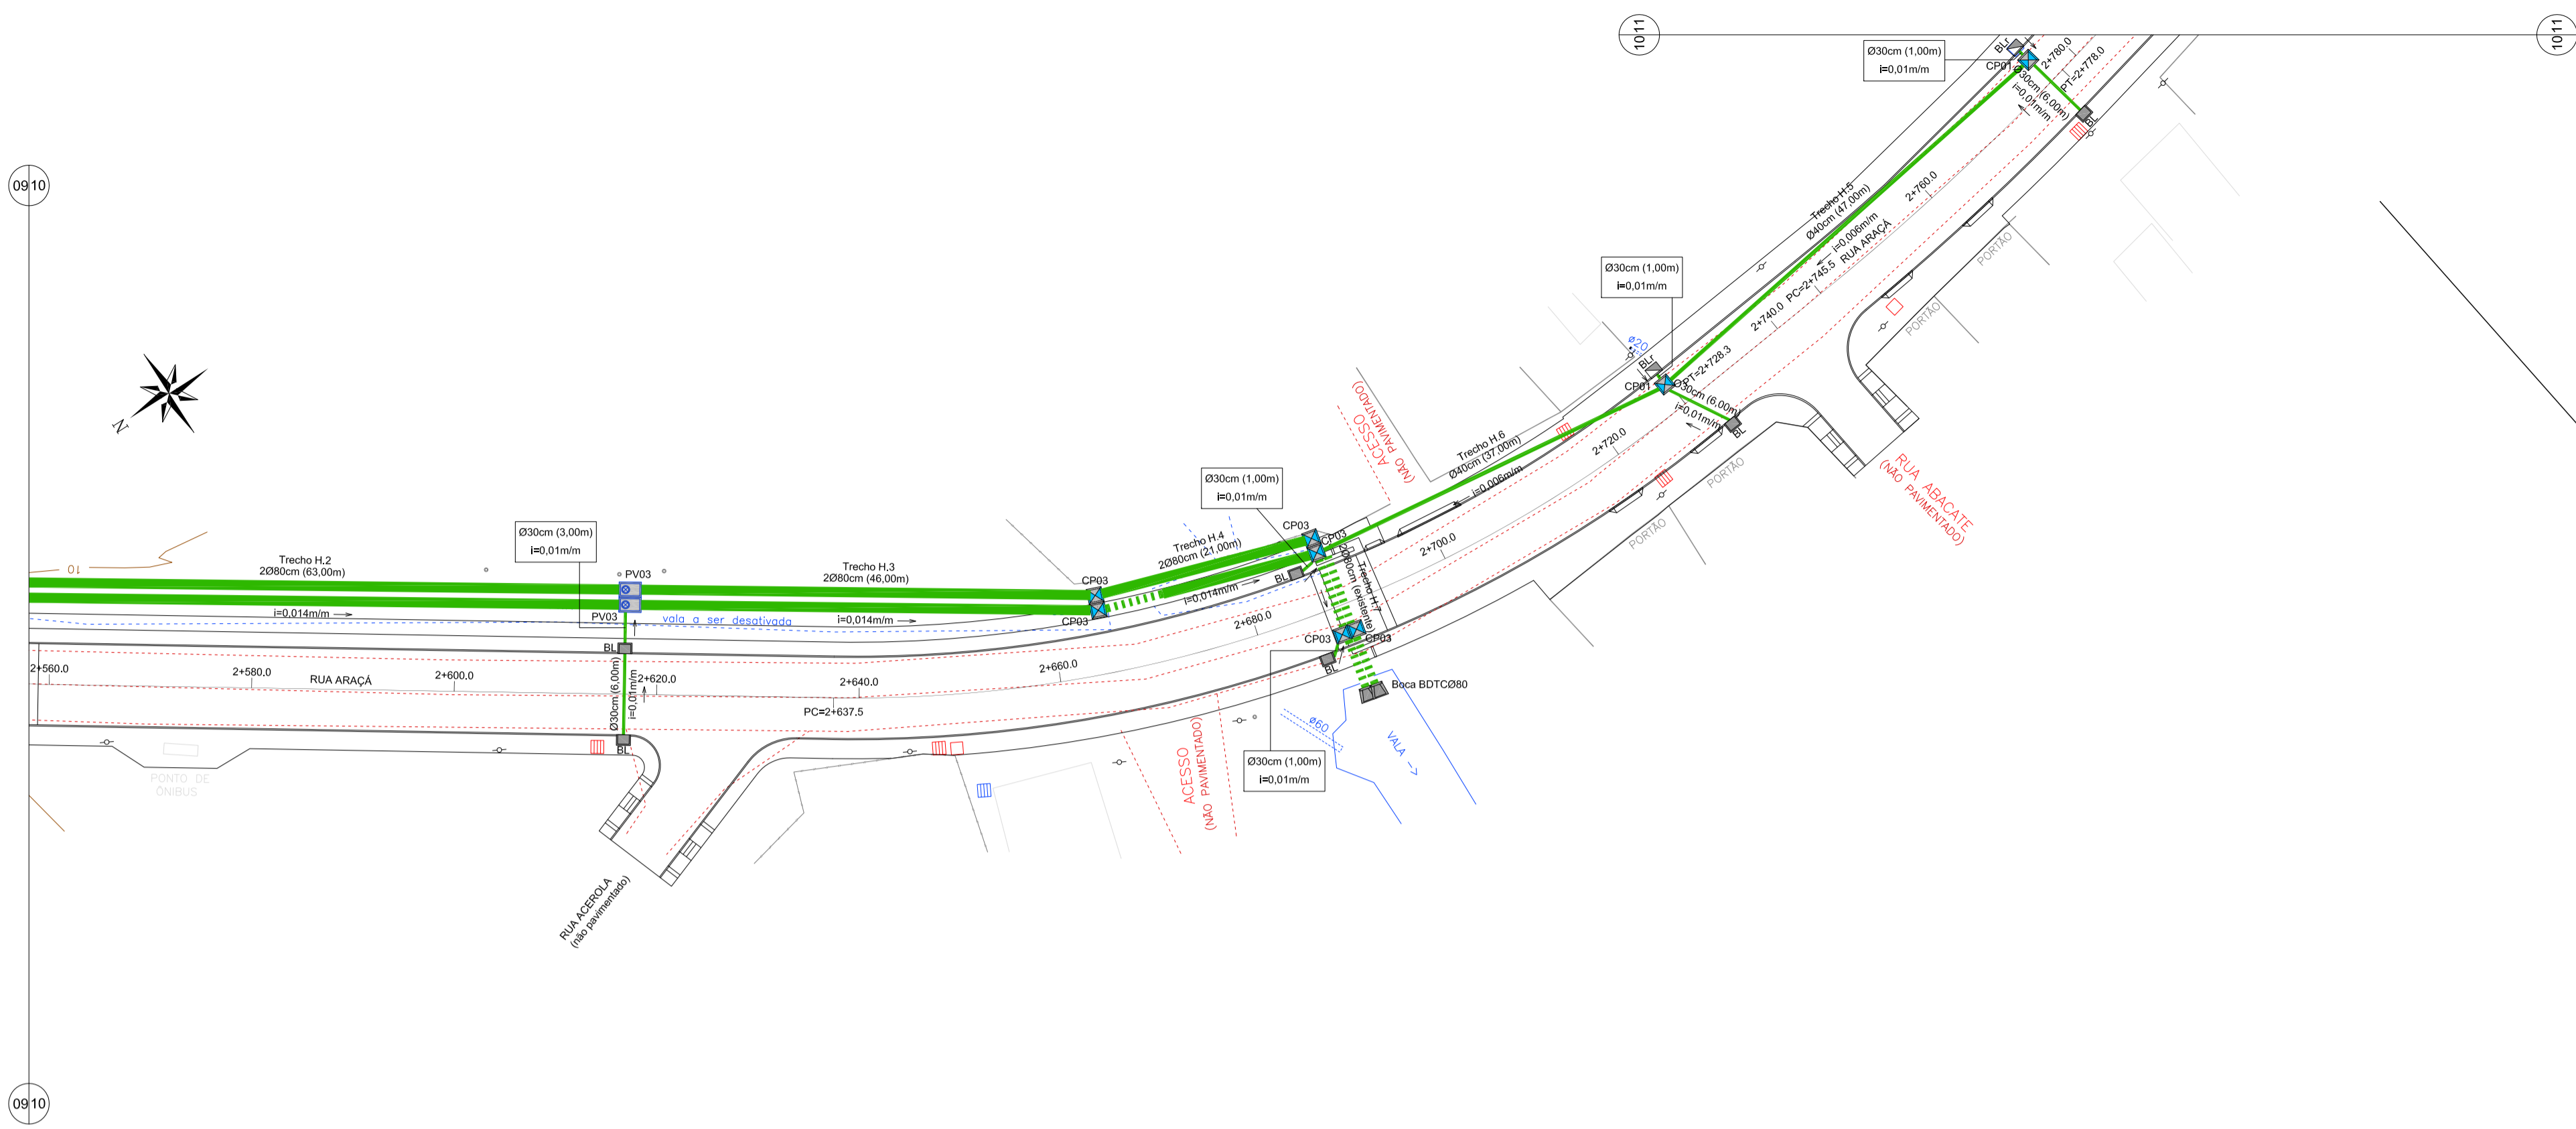 1011
1011
Ø30cm (1,00m)
i=0,01m/m
BLr
CP01
2+780.0
PT=2+778.0
Ø30cm (6,00m)
i=0,01m/m
BL
0910
Trecho H.5
Ø40cm (47,00m)
i=0,006m/m
RUA ARAÇÁ
2+760.0
PORTÃO
PC=2+745.5
2+740.0
PORTÃO
Ø30cm (1,00m)
i=0,01m/m
ø20
BLr
CP01
PT=2+728.3
Ø30cm (6,00m)
i=0,01m/m
BL
N
ACESSO
(NÃO PAVIMENTADO)
Trecho H.6
Ø40cm (37,00m)
i=0,006m/m
2+720.0
PORTÃO
RUA ABACATE
(NÃO PAVIMENTADO)
Ø30cm (1,00m)
i=0,01m/m
PORTÃO
2+700.0
Ø30cm (3,00m)
i=0,01m/m
10
Trecho H.2
2Ø80cm (63,00m)
i=0,014m/m
PV03
PV03
Trecho H.3
2Ø80cm (46,00m)
i=0,014m/m
vala a ser desativada
CP03
CP03
Trecho H.4
2Ø80cm (21,00m)
i=0,014m/m
CP03
CP03
BL
Trecho H.7
2Ø80cm (existente)
CP03
CP03
BL
Boca BDTCØ80
2+560.0
2+580.0
RUA ARAÇÁ
2+600.0
BL
Ø30cm (6,00m)
i=0,01m/m
2+620.0
PC=2+637.5
2+640.0
2+660.0
2+680.0
BL
PONTO DE
ÔNIBUS
ACESSO
(NÃO PAVIMENTADO)
ø60
VALA ->
Ø30cm (1,00m)
i=0,01m/m
RUA ACEROLA
(não pavimentado)
0910